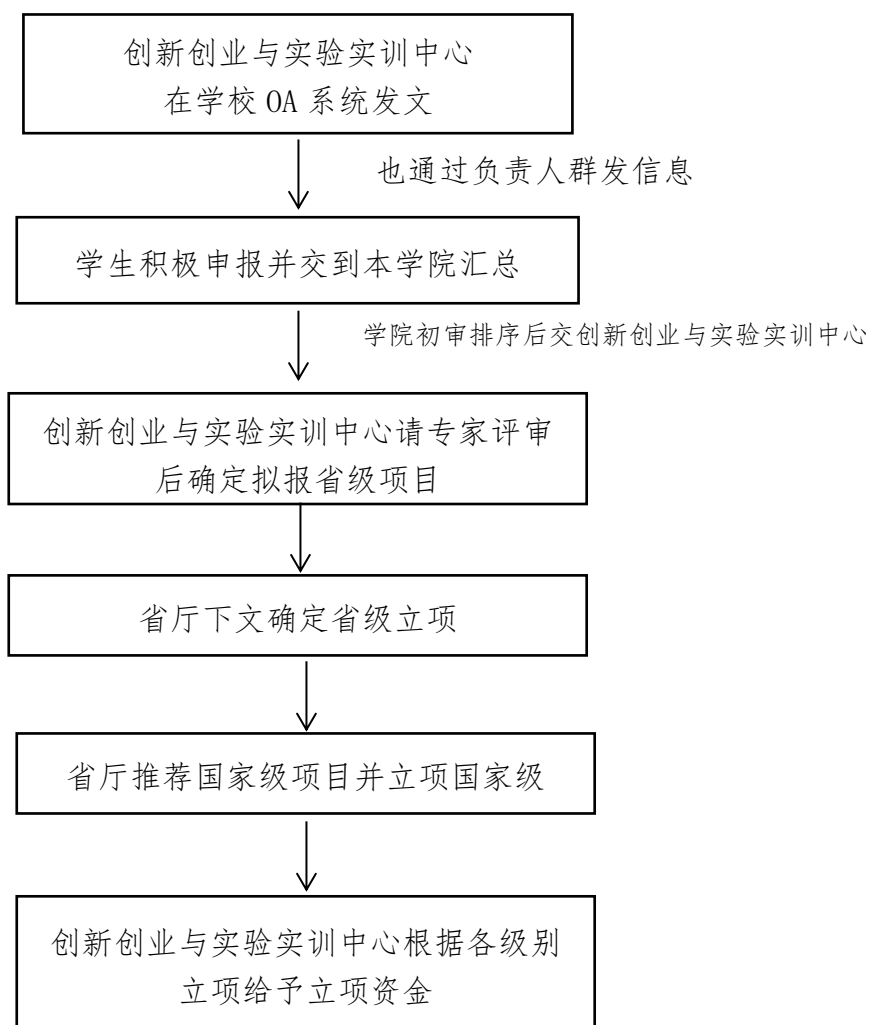 创新创业与实验实训中心
在学校 OA 系统发文
也通过负责人群发信息
学生积极申报并交到本学院汇总
学院初审排序后交创新创业与实验实训中心
创新创业与实验实训中心请专家评审
后确定拟报省级项目
省厅下文确定省级立项
省厅推荐国家级项目并立项国家级
创新创业与实验实训中心根据各级别
立项给予立项资金